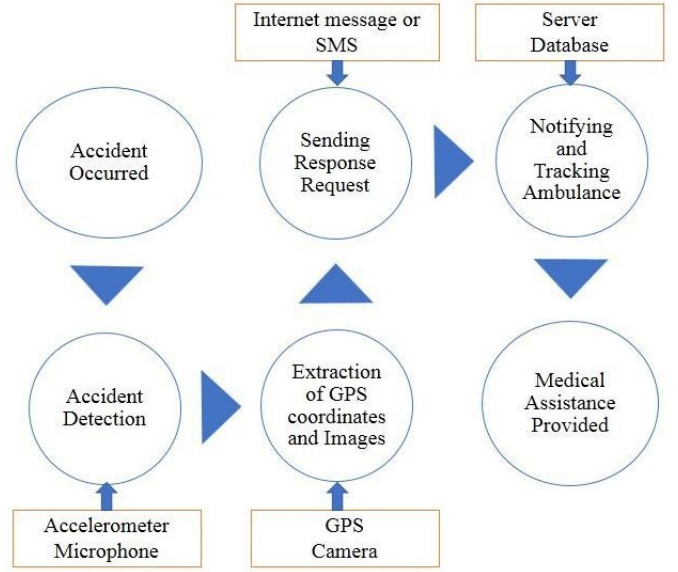 Internet message or
SMS
Server
Database
Accident
Occurred
Sending
Response
Request
Notifying
and
Tracking
Ambulance
Accident
Detection
Extraction
of GPS
coordinates
and Images
Medical
Assistance
Provided
Accelerometer
Microphone
GPS
Camera